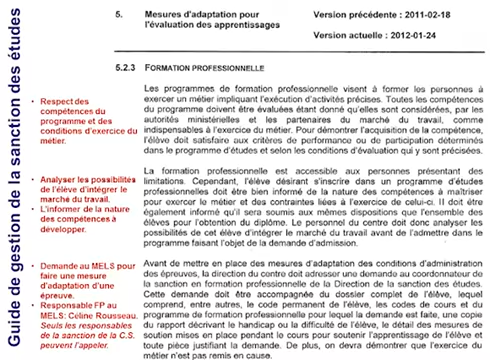 Guide de gestion de la sanction des études
5. Mesures d'adaptation pour l'évaluation des apprentissages
Version précédente : 2011-02-18
Version actuelle : 2012-01-24
5.2.3 FORMATION PROFESSIONNELLE
• Respect des
compétences du
programme et des
conditions d'exercice du
métier.
Les programmes de formation professionnelle visent à former les personnes à
exercer un métier impliquant l'exécution d'activités précises. Toutes les compétences
du programme doivent être évaluées étant donné qu'elles sont considérées, par les
autorités ministérielles et les partenaires du marché du travail, comme
indispensables à l'exercice du métier. Pour démontrer l'acquisition de la compétence,
l'élève doit satisfaire aux critères de performance ou de participation déterminés
dans le programme d'études et selon les conditions d'évaluation qui y sont précisées.
• Analyser les possibilités
de l'élève d'intégrer le
marché du travail.
• L'informer de la nature
des compétences à
développer.
La formation professionnelle est accessible aux personnes présentant des
limitations. Cependant, l'élève désirant s'inscrire dans un programme d'études
professionnelles doit être bien informé de la nature des compétences à maîtriser
pour exercer le métier et des contraintes liées à l'exercice de celui-ci. Il doit être
également informé qu'il sera soumis aux mêmes dispositions que l'ensemble des
élèves pour l'obtention du diplôme. Le personnel du centre doit donc analyser les
possibilités de cet élève d'intégrer le marché du travail avant de l'admettre dans le
programme faisant l'objet de la demande d'admission.
• Demande au MELS pour
faire une mesure
d'adaptation d'une
épreuve.
• Responsable FP au
MELS: Céline Rousseau.
Seuls les responsables
de la sanction de la C.S.
peuvent l'appeler.
Avant de mettre en place des mesures d'adaptation des conditions d'administration
des épreuves, la direction du centre doit adresser une demande au coordonnateur de
la sanction en formation professionnelle de la Direction de la sanction des études.
Cette demande doit être accompagnée du dossier complet de l'élève, lequel
comprend, entre autres, le code permanent de l'élève, les codes de cours et du
programme de formation professionnelle pour lequel la demande est faite, une copie
du rapport décrivant le handicap ou la difficulté de l'élève, le détail des mesures de
soutien mises en place pendant le cours pour soutenir l'apprentissage de l'élève et
toute pièce justifiant la demande. De plus, on devra démontrer que l'exercice du
métier n'est pas remis en cause.